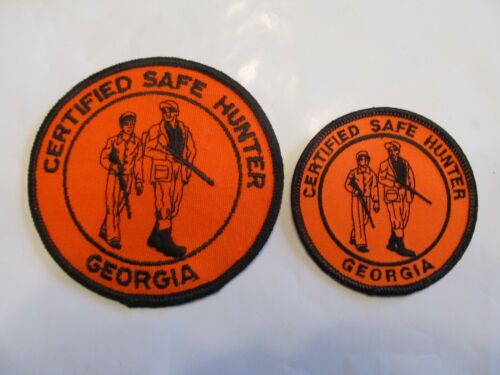 CERTIFIED SAFE HUNTER
GEORGIA
CERTIFIED SAFE HUNTER
GEORGIA